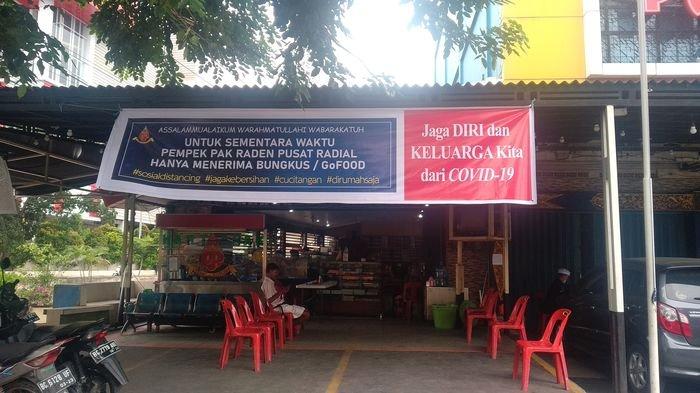 ASSALAMMUALAIKUM WARAHMATULLAHI WABARAKATUH
UNTUK SEMENTARA WAKTU
PEMPEK PAK RADEN PUSAT RADIAL
HANYA MENERIMA BUNGKUS / GoFOOD
#sosialdistancing #jagakebersihan #cucitangan #dirumahsaja
Jaga DIRI dan
KELUARGA Kita
dari COVID-19